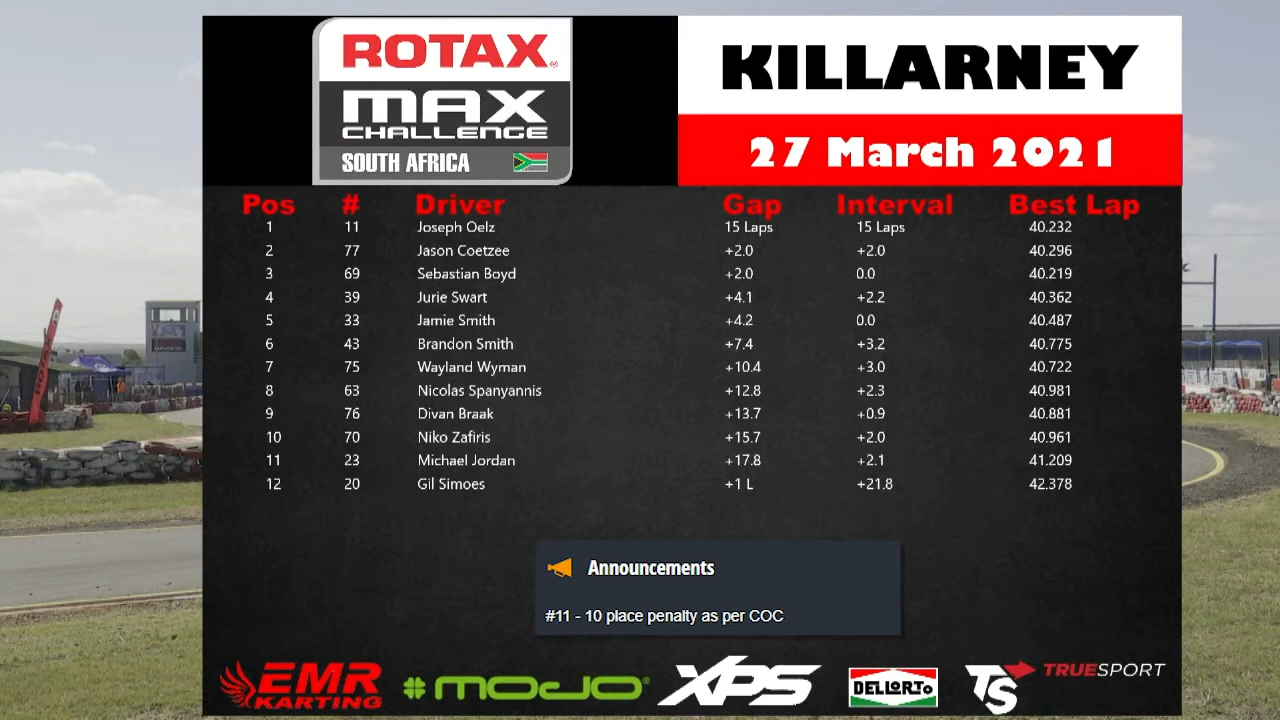 ROTAX
MAX
CHALLENGE
SOUTH AFRICA
KILLARNEY
27 March 2021
Pos # Driver Gap Interval Best Lap
1 11 Joseph Oelz 15 Laps 15 Laps 40.232
2 77 Jason Coetzee +2.0 +2.0 40.296
3 69 Sebastian Boyd +2.0 0.0 40.219
4 39 Jurie Swart +4.1 +2.2 40.362
5 33 Jamie Smith +4.2 0.0 40.487
6 43 Brandon Smith +7.4 +3.2 40.775
7 75 Wayland Wyman +10.4 +3.0 40.722
8 63 Nicolas Spanyannis +12.8 +2.3 40.981
9 76 Divan Braak +13.7 +0.9 40.881
10 70 Niko Zafiris +15.7 +2.0 40.961
11 23 Michael Jordan +17.8 +2.1 41.209
12 20 Gil Simoes +1 L +21.8 42.378
Announcements
#11 - 10 place penalty as per COC
EMR
KARTING
MOJO
XPS
DELLORTO
TS TRUESPORT